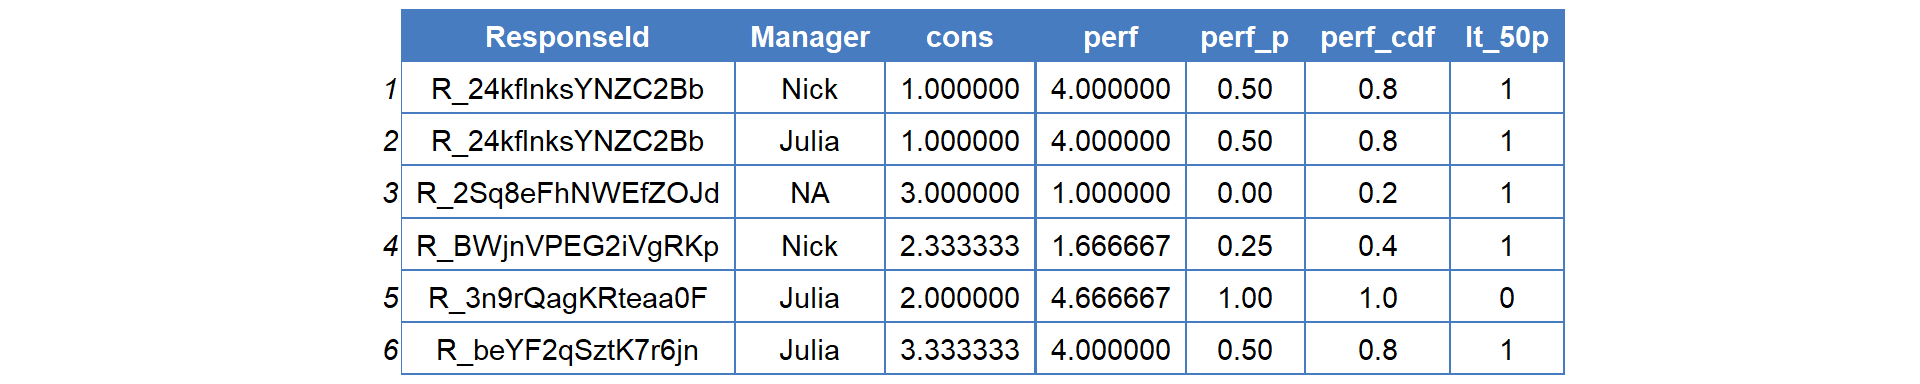 ResponseId Manager cons perf perf_p perf_cdf lt_50p
1 R_24kflnksYNZC2Bb Nick 1.000000 4.000000 0.50 0.8 1
2 R_24kflnksYNZC2Bb Julia 1.000000 4.000000 0.50 0.8 1
3 R_2Sq8eFhNWEfZOJd NA 3.000000 1.000000 0.00 0.2 1
4 R_BWjnVPEG2iVgRKp Nick 2.333333 1.666667 0.25 0.4 1
5 R_3n9rQagKRteaa0F Julia 2.000000 4.666667 1.00 1.0 0
6 R_beYF2qSztK7r6jn Julia 3.333333 4.000000 0.50 0.8 1